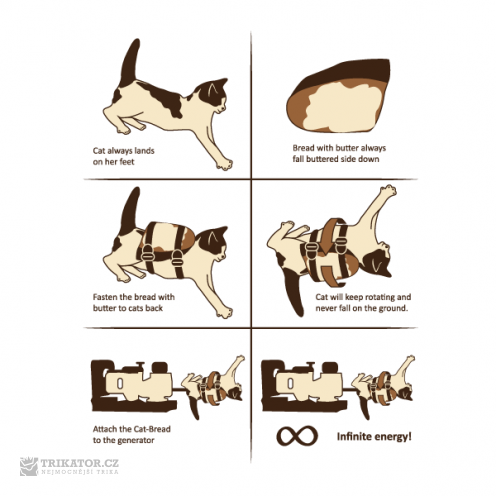 Cat always lands
on her feet
Bread with butter always
fall buttered side down
Fasten the bread with
butter to cats back
Cat will keep rotating and
never fall on the ground.
Attach the Cat-Bread
to the generator
Infinite energy!
TRIKATOR.CZ
NEJMOCNĚJŠÍ TRIKA